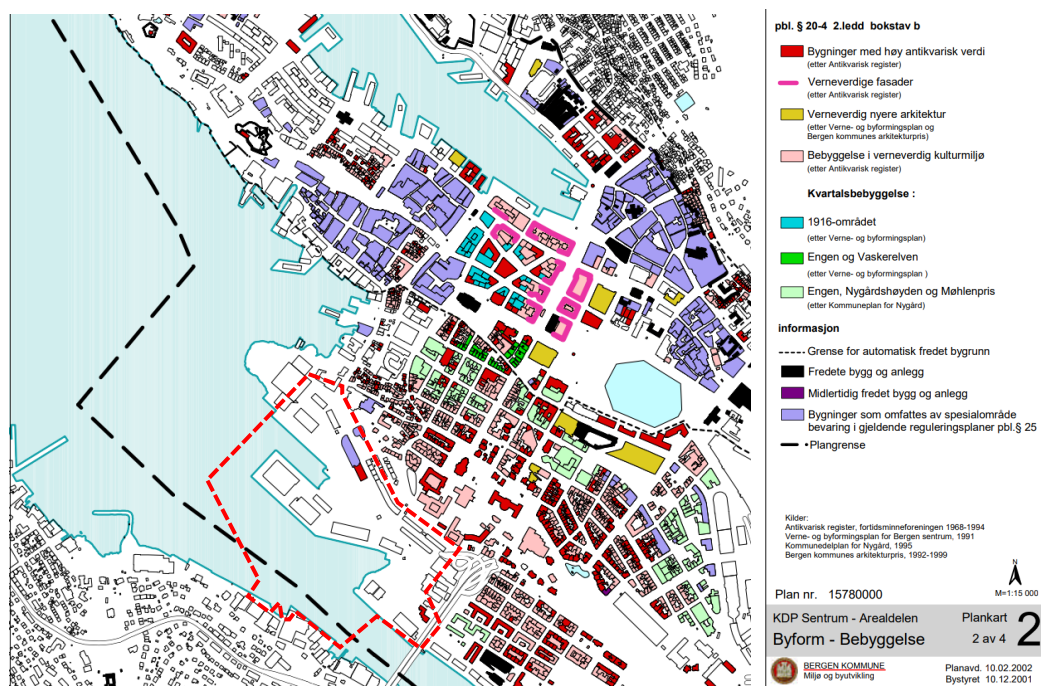 pbl. § 20-4 2.ledd bokstav b
Bygninger med høy antikvarisk verdi
(etter Antikvarisk register)
Verneverdige fasader
(etter Antikvarisk register)
Verneverdig nyere arkitektur
(etter Verne- og byformingsplan og
Bergen kommunes arkitekturpris)
Bebyggelse i verneverdig kulturmiljø
(etter Antikvarisk register)
Kvartalsbebyggelse :
1916-området
(etter Verne- og byformingsplan)
Engen og Vaskerelven
(etter Verne- og byformingsplan )
Engen, Nygårdshøyden og Møhlenpris
(etter Kommuneplan for Nygård)
informasjon
Grense for automatisk fredet bygrunn
Fredete bygg og anlegg
Midlertidig fredet bygg og anlegg
Bygninger som omfattes av spesialområde
bevaring i gjeldende reguleringsplaner pbl.§ 25
Plangrense
Kilder:
Antikvarisk register, fortidsminneforeningen 1968-1994
Verne- og byformingsplan for Bergen sentrum, 1991
Kommunedelplan for Nygård, 1995
Bergen kommunes arkitekturpris, 1992-1999
N
Plan nr. 15780000
M=1:15 000
KDP Sentrum - Arealdelen
Plankart 2
Byform - Bebyggelse
2 av 4
BERGEN KOMMUNE
Miljø og byutvikling
Planavd. 10.02.2002
Bystyret 10.12.2001